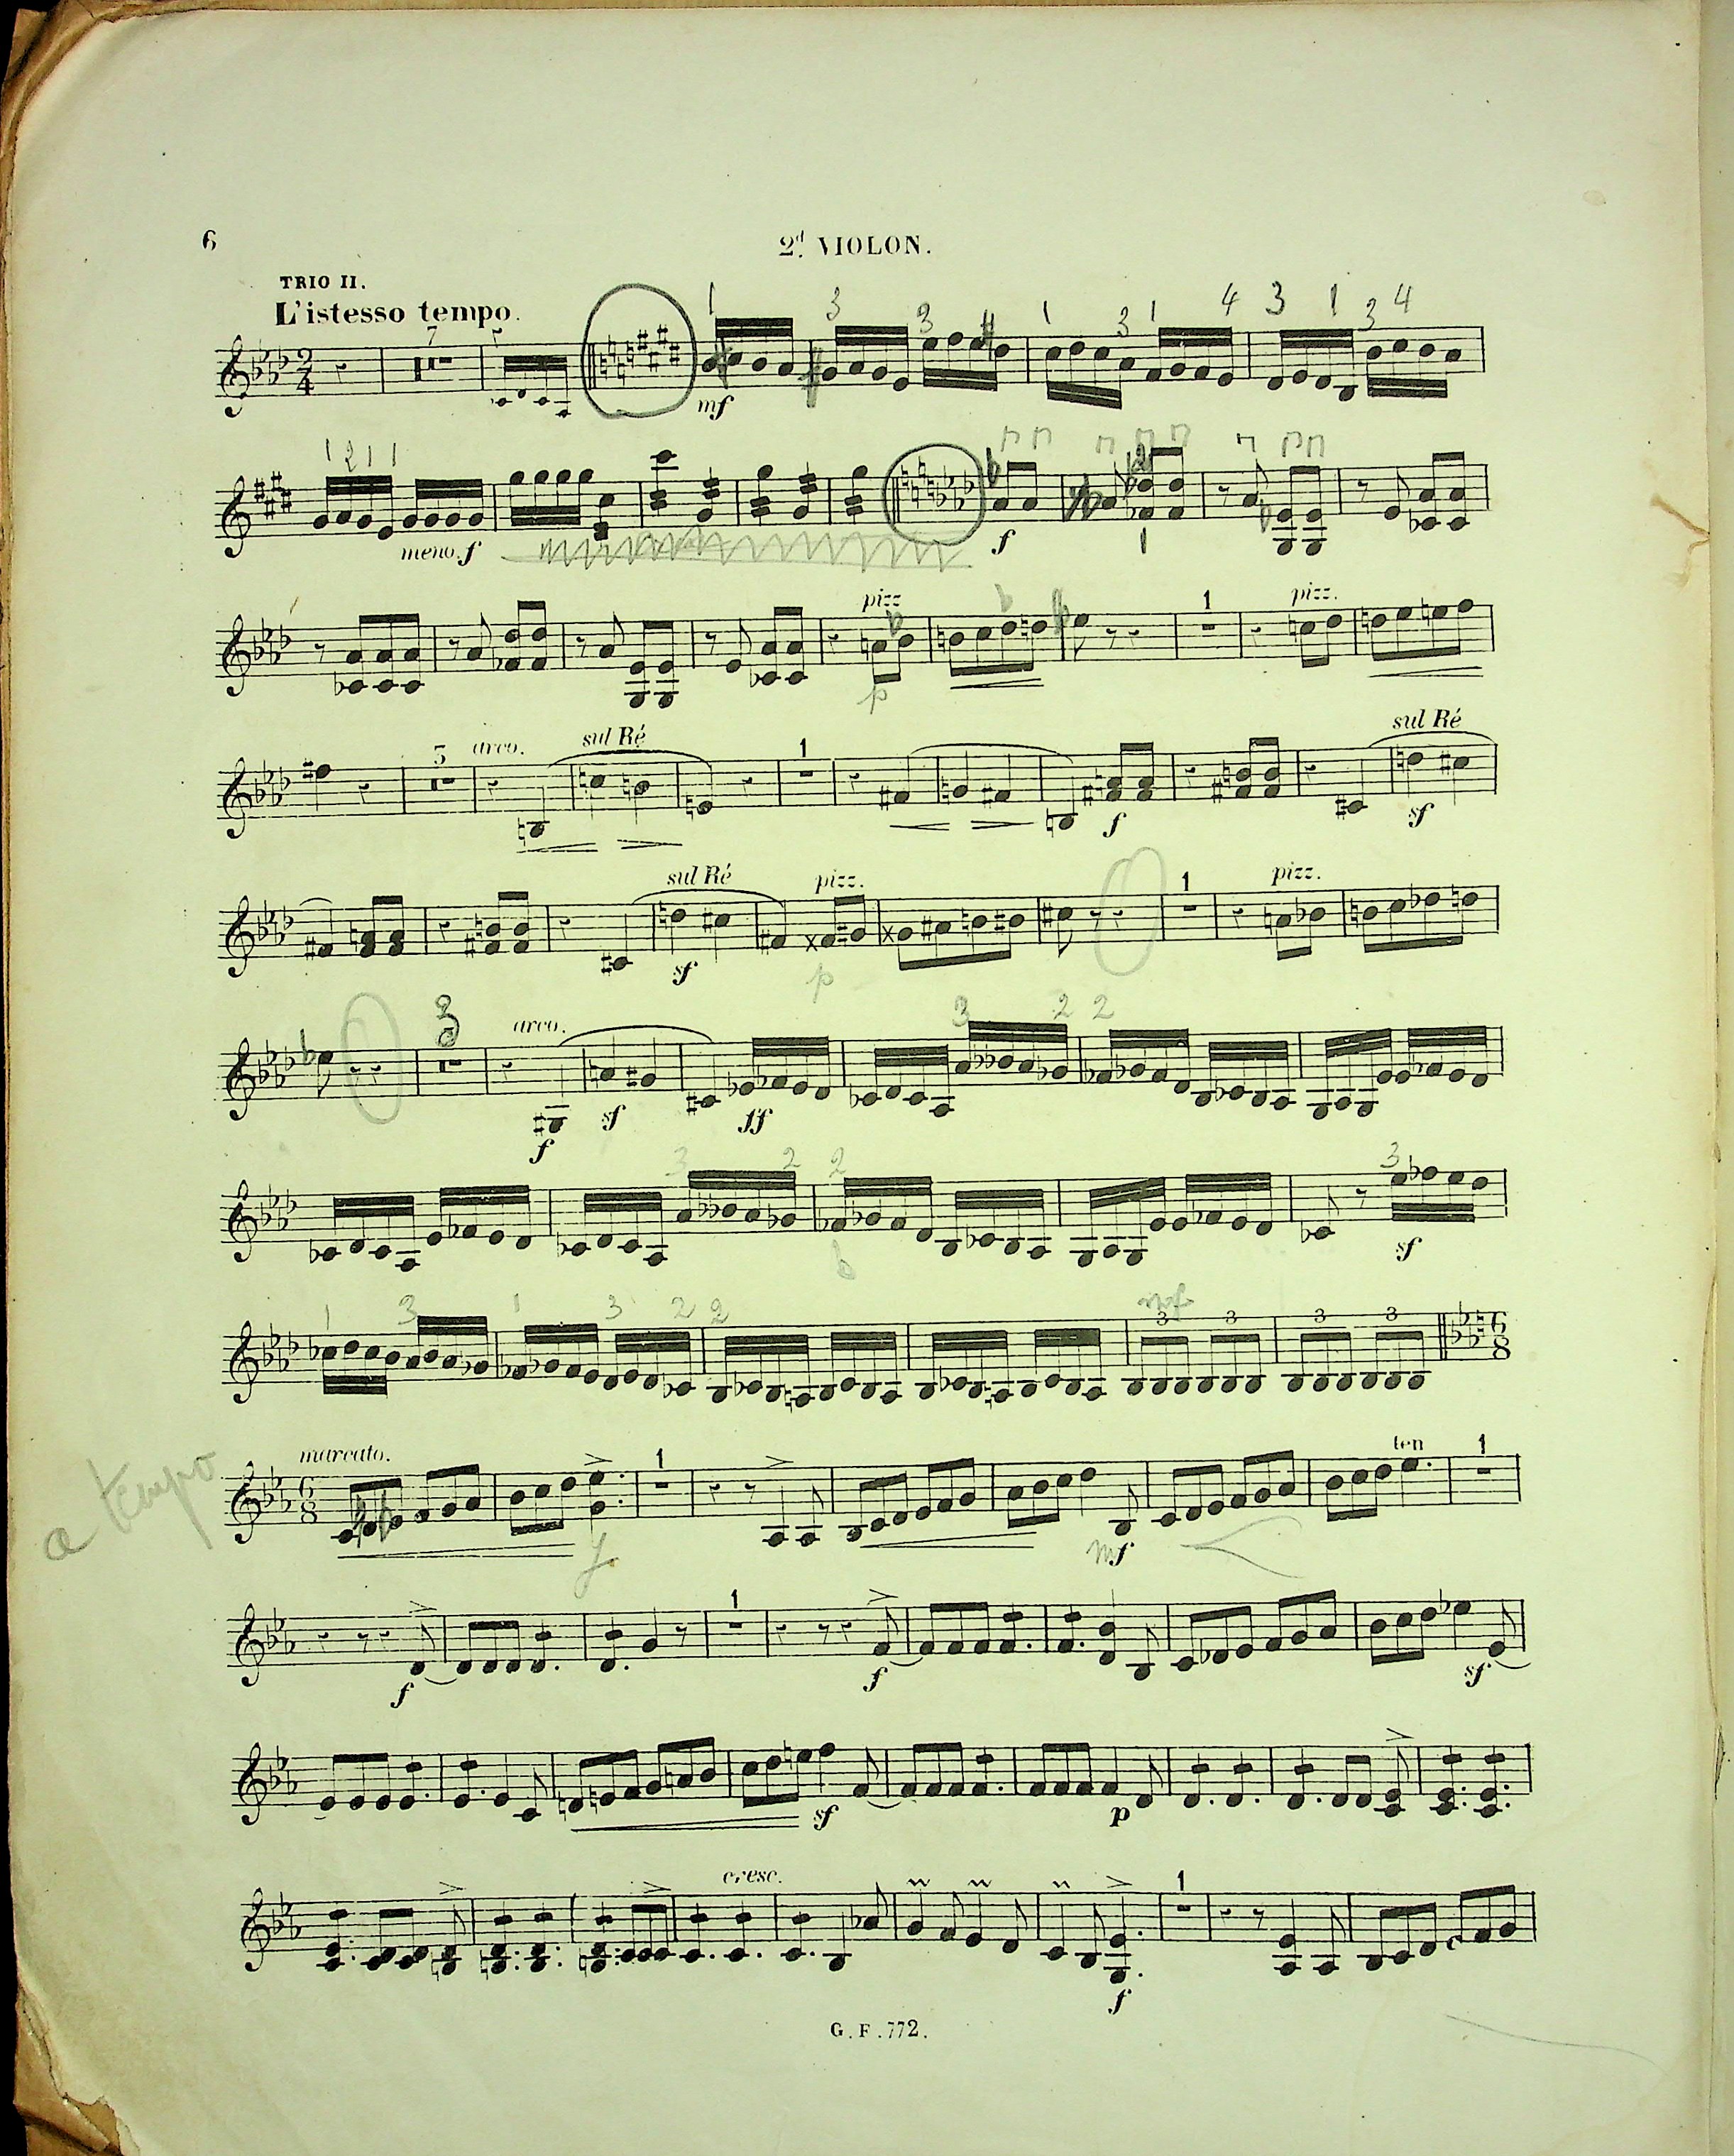 6
2d. VIOLON.
TRIO II.
L'istesso tempo.
7
1 3 3 1 3 1 4 3 1 3 4
mf
1 2 1 1
meno. f
f
1
pizz
1
pizz.
p
3
arco.
sul Ré
1
sul Ré
f
sf
sul Ré
pizz.
1
pizz.
sf
p
3
arco.
3 2 2
f
sf
ff
3 2 2 3
sf
1 3 1 3 2 2
mf
3 3 3 3
6
8
a tempo
marcato.
1
ten
1
f
mf
1
f
f
sf
sf
p
cresc.
1
f
G. F. 772.